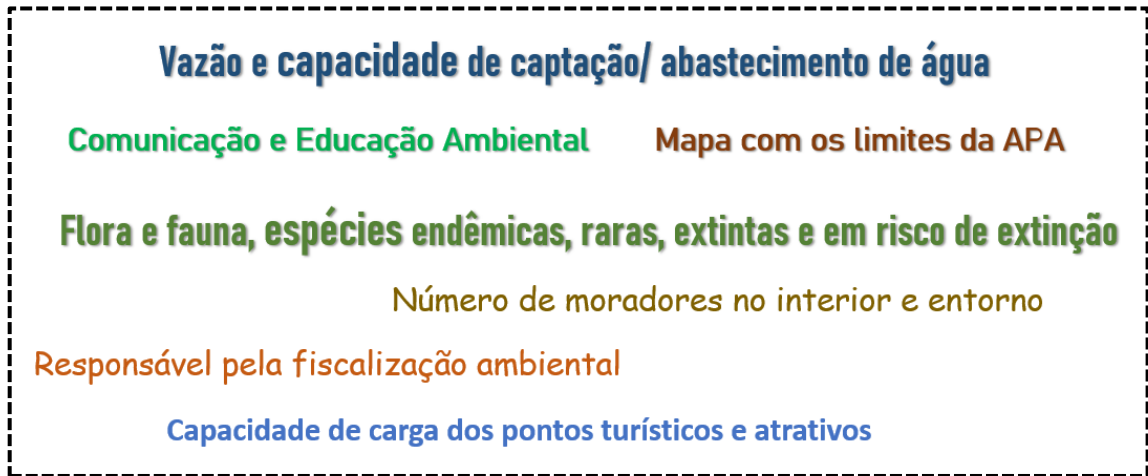 Vazão e capacidade de captação/ abastecimento de água
Comunicação e Educação Ambiental
Mapa com os limites da APA
Flora e fauna, espécies endêmicas, raras, extintas e em risco de extinção
Número de moradores no interior e entorno
Responsável pela fiscalização ambiental
Capacidade de carga dos pontos turísticos e atrativos